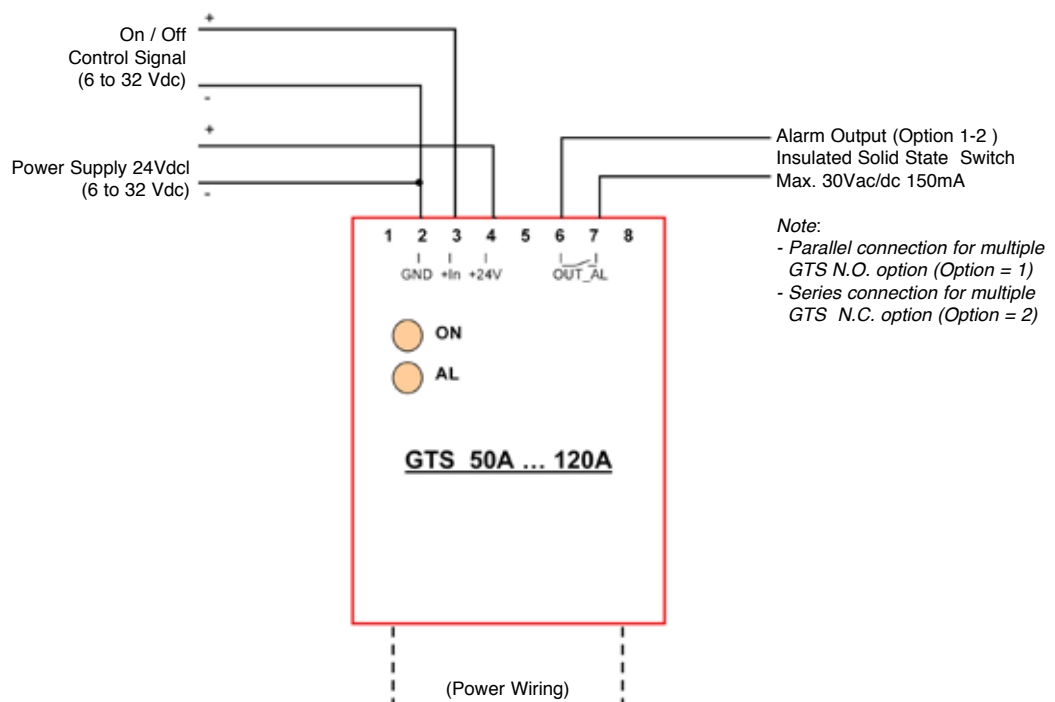 +
On / Off
Control Signal
(6 to 32 Vdc)
-
+
Power Supply 24Vdcl
(6 to 32 Vdc)
-
Alarm Output (Option 1-2 )
Insulated Solid State Switch
Max. 30Vac/dc 150mA
Note:
- Parallel connection for multiple
GTS N.O. option (Option = 1)
- Series connection for multiple
GTS N.C. option (Option = 2)
1 2 3 4 5 6 7 8
GND +In +24V OUT_AL
ON
AL
GTS 50A ... 120A
(Power Wiring)